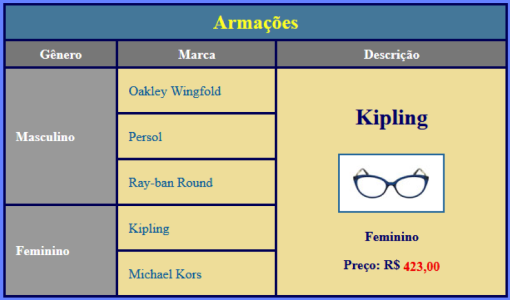 Armações
Gênero Marca Descrição
Masculino
Oakley Wingfold
Persol
Ray-ban Round
Feminino
Kipling
Michael Kors
Kipling
Feminino
Preço: R$ 423,00